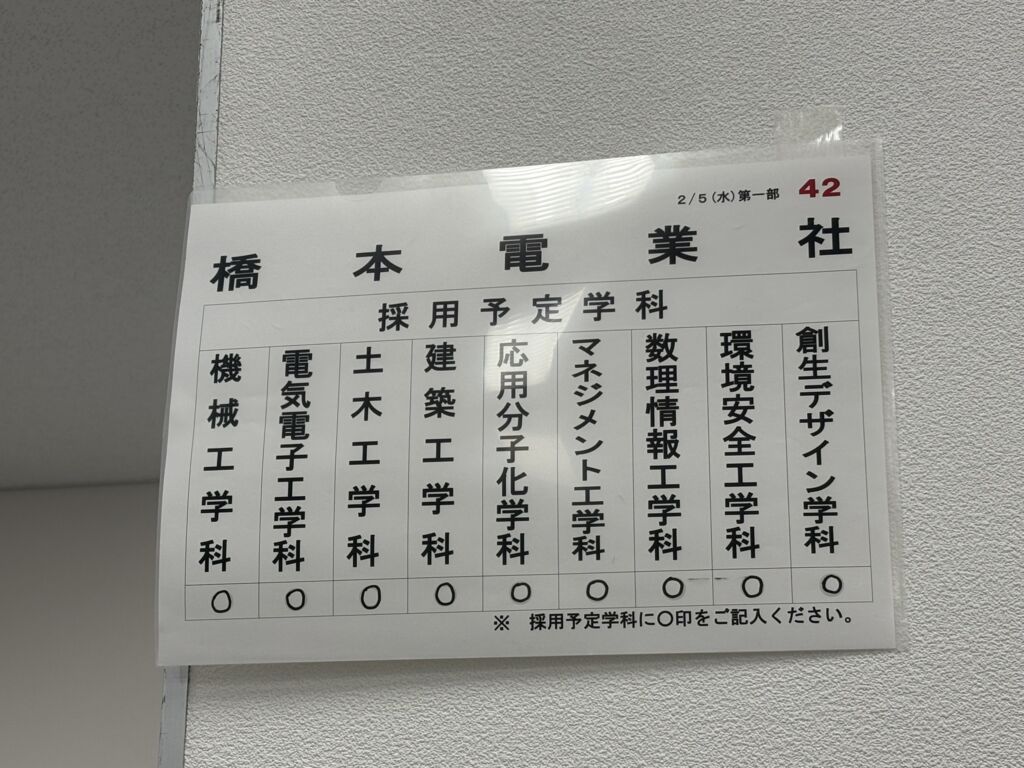 2/5(水)第一部 42
橋本電業社
採用予定学科
機械工学科
電気電子工学科
土木工学科
建築工学科
応用分子化学科
マネジメント工学科
数理情報工学科
環境安全工学科
創生デザイン学科
○ ○ ○ ○ ○ ○ ○ ○ ○
※ 採用予定学科に○印をご記入ください。